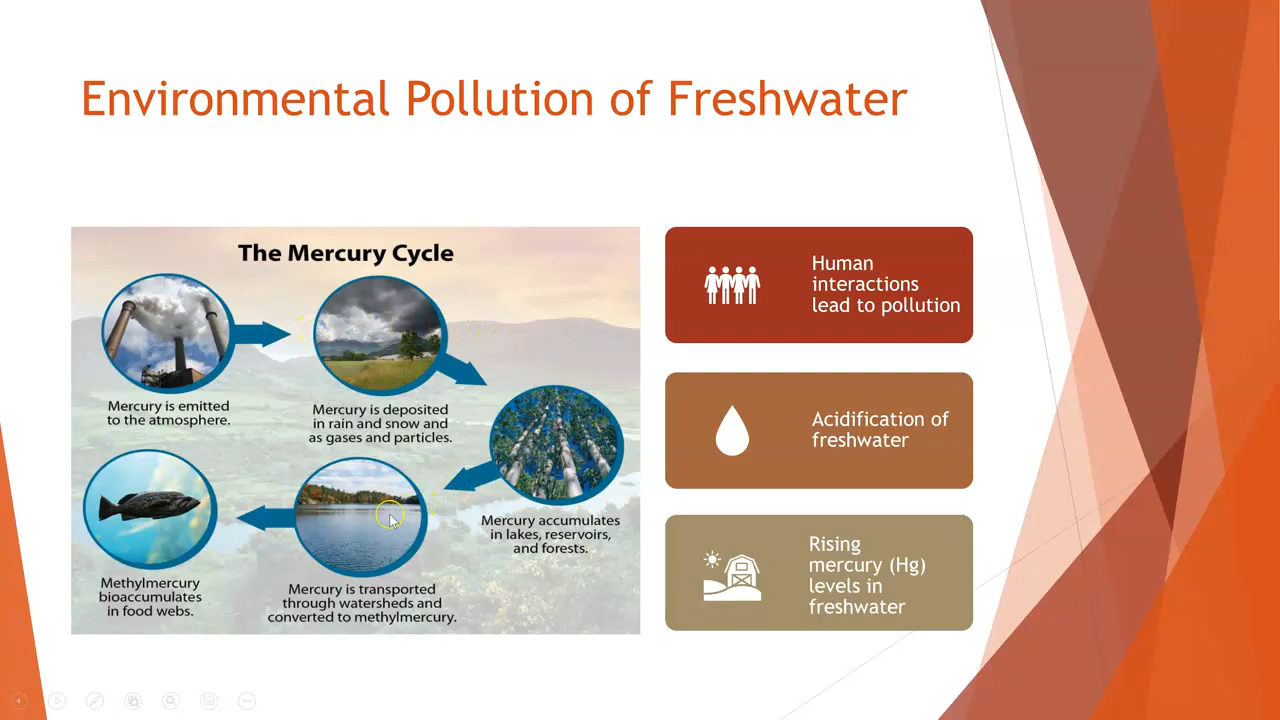 Environmental Pollution of Freshwater
The Mercury Cycle
Mercury is emitted
to the atmosphere.
Mercury is deposited
in rain and snow and
as gases and particles.
Mercury accumulates
in lakes, reservoirs,
and forests.
Mercury is transported
through watersheds and
converted to methylmercury.
Methylmercury
bioaccumulates
in food webs.
Human
interactions
lead to pollution
Acidification of
freshwater
Rising
mercury (Hg)
levels in
freshwater